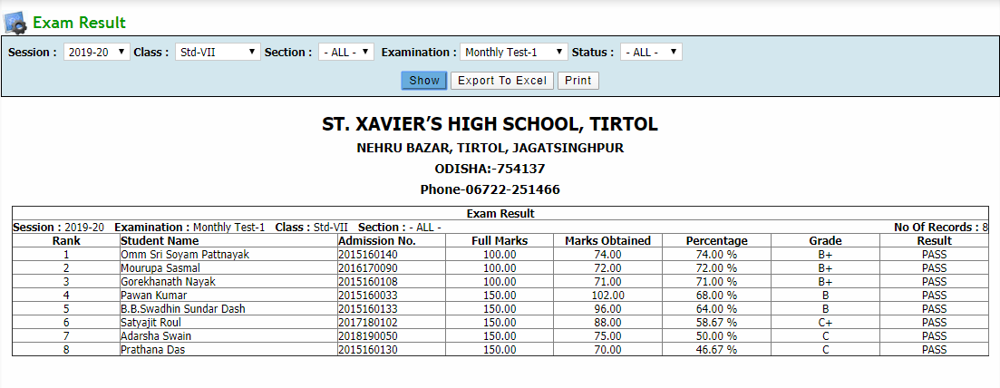 Exam Result
Session : 2019-20 Class : Std-VII Section : - ALL - Examination : Monthly Test-1 Status : - ALL -
Show Export To Excel Print
ST. XAVIER’S HIGH SCHOOL, TIRTOL
NEHRU BAZAR, TIRTOL, JAGATSINGHPUR
ODISHA:-754137
Phone-06722-251466
Exam Result
Session : 2019-20 Examination : Monthly Test-1 Class : Std-VII Section : - ALL - No Of Records : 8
Rank Student Name Admission No. Full Marks Marks Obtained Percentage Grade Result
1 Omm Sri Soyam Pattnayak 2015160140 100.00 74.00 74.00 % B+ PASS
2 Mourupa Sasmal 2016170090 100.00 72.00 72.00 % B+ PASS
3 Gorekhanath Nayak 2015160108 100.00 71.00 71.00 % B+ PASS
4 Pawan Kumar 2015160033 150.00 102.00 68.00 % B PASS
5 B.B.Swadhin Sundar Dash 2015160133 150.00 96.00 64.00 % B PASS
6 Satyajit Roul 2017180102 150.00 88.00 58.67 % C+ PASS
7 Adarsha Swain 2018190050 150.00 75.00 50.00 % C PASS
8 Prathana Das 2015160130 150.00 70.00 46.67 % C PASS